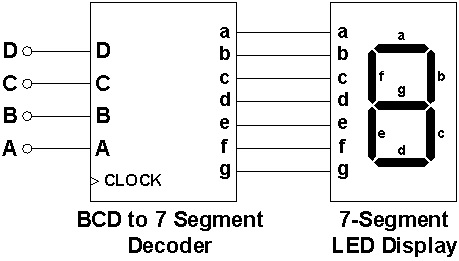 D D
C C
B B
A A
CLOCK
a a
b b
c c
d d
e e
f f
g g
a
f b
g
e c
d
BCD to 7 Segment
Decoder
7-Segment
LED Display